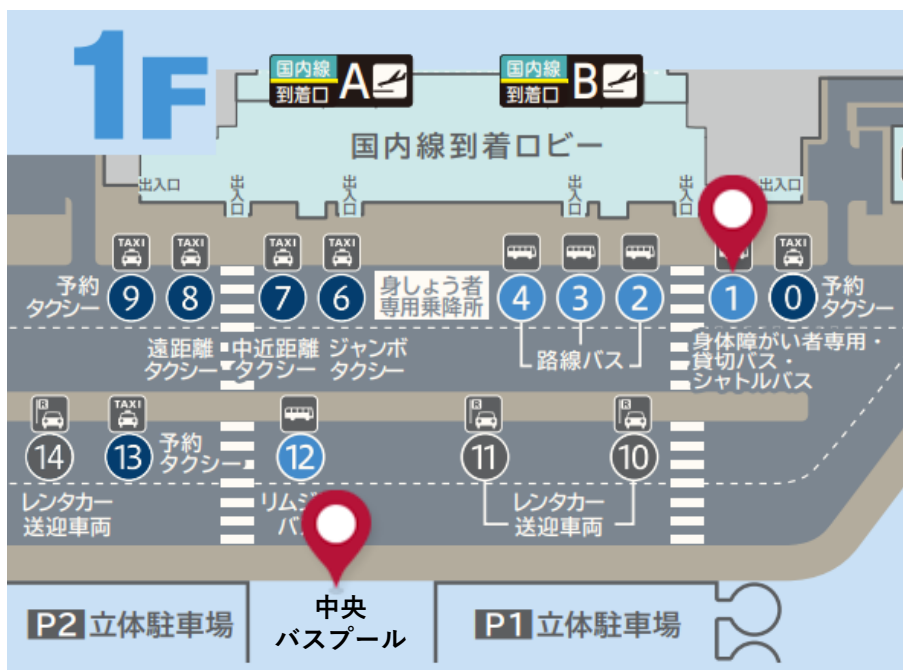 1F
国内線
到着口
A
国内線
到着口
B
国内線到着ロビー
出入口
出入口
出入口
出入口
出入口
出入口
TAXI
TAXI
TAXI
TAXI
TAXI
予約
タクシー
9
8
7
6
身しょう者
専用乗降所
4
3
2
1
0
予約
タクシー
遠距離
タクシー
中近距離
タクシー
ジャンボ
タクシー
路線バス
身体障がい者専用・
貸切バス・
シャトルバス
R
TAXI
R
R
14
13
予約
タクシー
12
11
10
レンタカー
送迎車両
レンタカー
送迎車両
中央
バスプール
P2 立体駐車場
P1 立体駐車場